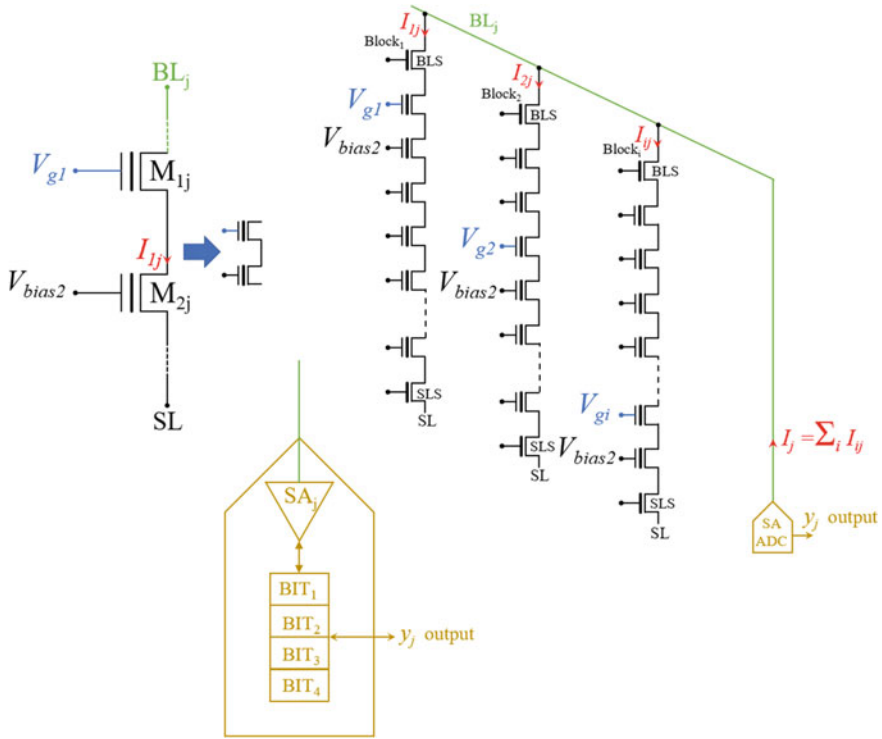 BLj
Vg1
M1j
I1j
Vbias2
M2j
SL
I1j
Block1
BLS
Vg1
Vbias2
SLS
SL
BLj
I2j
Block2
BLS
Vg2
Vbias2
SLS
SL
Iij
Blocki
BLS
Vgi
Vbias2
SLS
SL
Ij =∑i Iij
SA
ADC
yj output
SAj
BIT1
BIT2
BIT3
BIT4
yj output